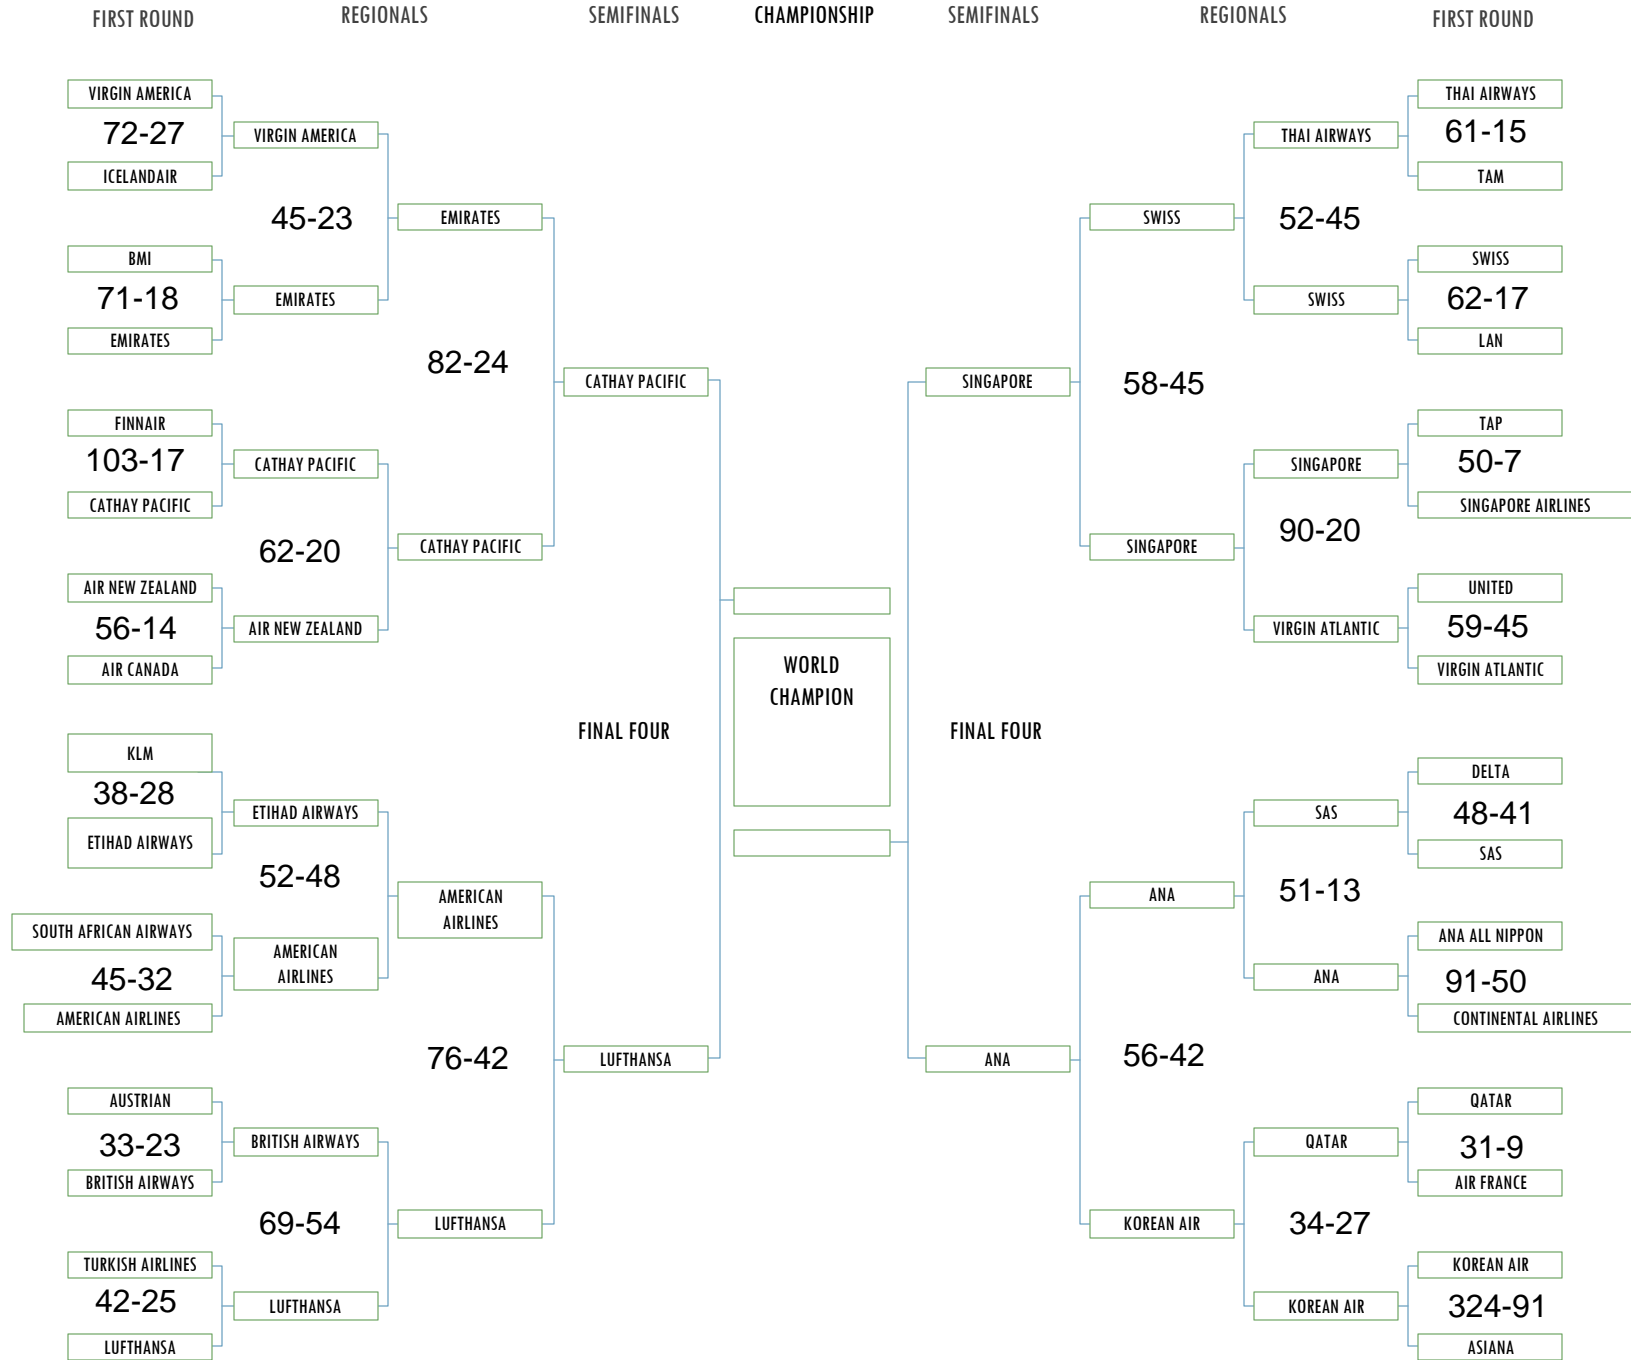 FIRST ROUND
REGIONALS
SEMIFINALS
CHAMPIONSHIP
SEMIFINALS
REGIONALS
FIRST ROUND
VIRGIN AMERICA
72-27
ICELANDAIR
BMI
71-18
EMIRATES
FINNAIR
103-17
CATHAY PACIFIC
AIR NEW ZEALAND
56-14
AIR CANADA
KLM
38-28
ETIHAD AIRWAYS
SOUTH AFRICAN AIRWAYS
45-32
AMERICAN AIRLINES
AUSTRIAN
33-23
BRITISH AIRWAYS
TURKISH AIRLINES
42-25
LUFTHANSA
VIRGIN AMERICA
45-23
EMIRATES
CATHAY PACIFIC
62-20
AIR NEW ZEALAND
ETIHAD AIRWAYS
52-48
AMERICAN
AIRLINES
BRITISH AIRWAYS
69-54
LUFTHANSA
EMIRATES
82-24
CATHAY PACIFIC
AMERICAN
AIRLINES
76-42
LUFTHANSA
CATHAY PACIFIC
FINAL FOUR
LUFTHANSA
WORLD
CHAMPION
SINGAPORE
FINAL FOUR
ANA
SWISS
58-45
SINGAPORE
ANA
56-42
KOREAN AIR
THAI AIRWAYS
52-45
SWISS
SINGAPORE
90-20
VIRGIN ATLANTIC
SAS
51-13
ANA
QATAR
34-27
KOREAN AIR
THAI AIRWAYS
61-15
TAM
SWISS
62-17
LAN
TAP
50-7
SINGAPORE AIRLINES
UNITED
59-45
VIRGIN ATLANTIC
DELTA
48-41
SAS
ANA ALL NIPPON
91-50
CONTINENTAL AIRLINES
QATAR
31-9
AIR FRANCE
KOREAN AIR
324-91
ASIANA